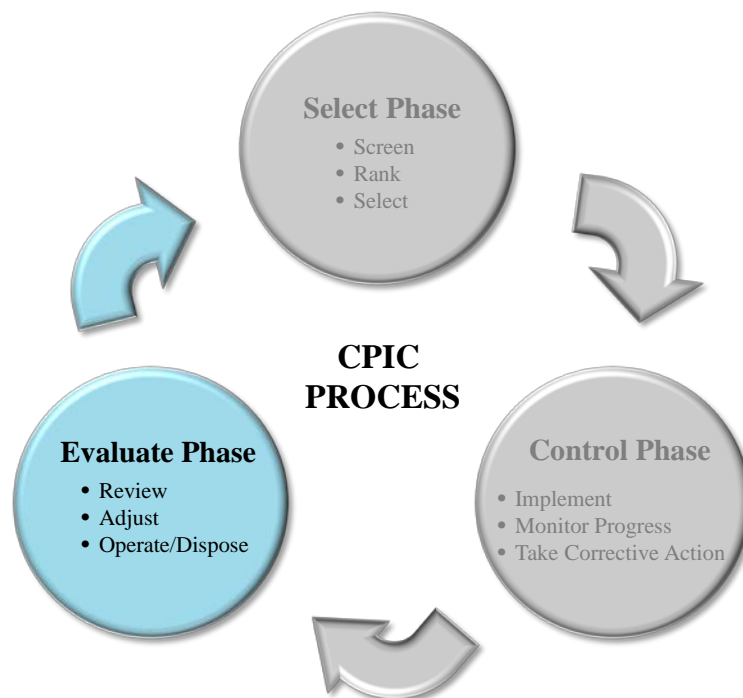 Select Phase
• Screen
• Rank
• Select
CPIC
PROCESS
Evaluate Phase
• Review
• Adjust
• Operate/Dispose
Control Phase
• Implement
• Monitor Progress
• Take Corrective Action